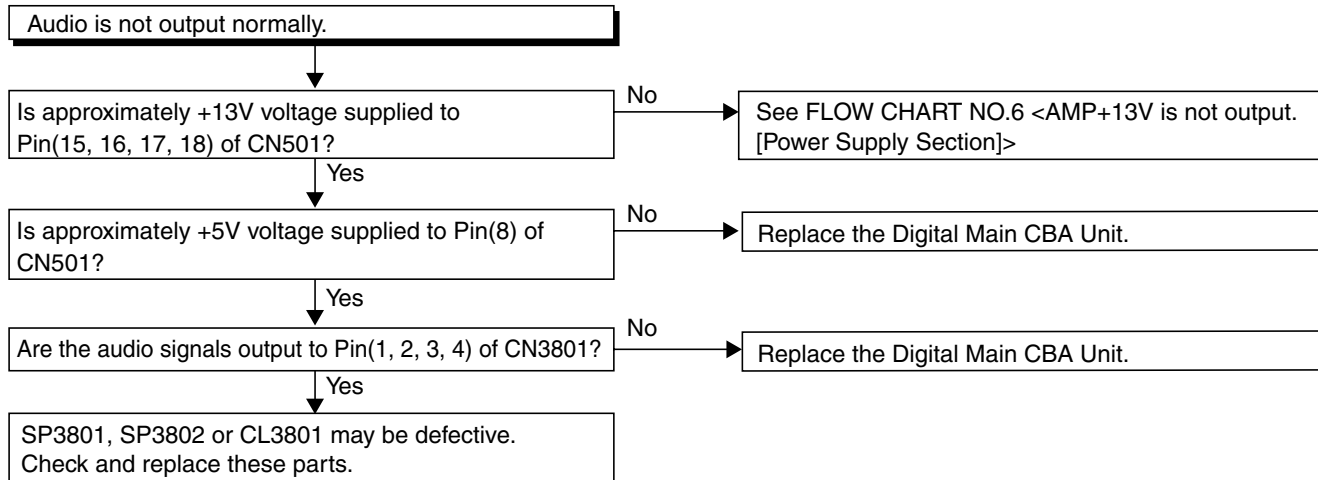 Audio is not output normally.
Is approximately +13V voltage supplied to
Pin(15, 16, 17, 18) of CN501?
No
See FLOW CHART NO.6 <AMP+13V is not output.
[Power Supply Section]>
Yes
Is approximately +5V voltage supplied to Pin(8) of
CN501?
No
Replace the Digital Main CBA Unit.
Yes
Are the audio signals output to Pin(1, 2, 3, 4) of CN3801?
No
Replace the Digital Main CBA Unit.
Yes
SP3801, SP3802 or CL3801 may be defective.
Check and replace these parts.